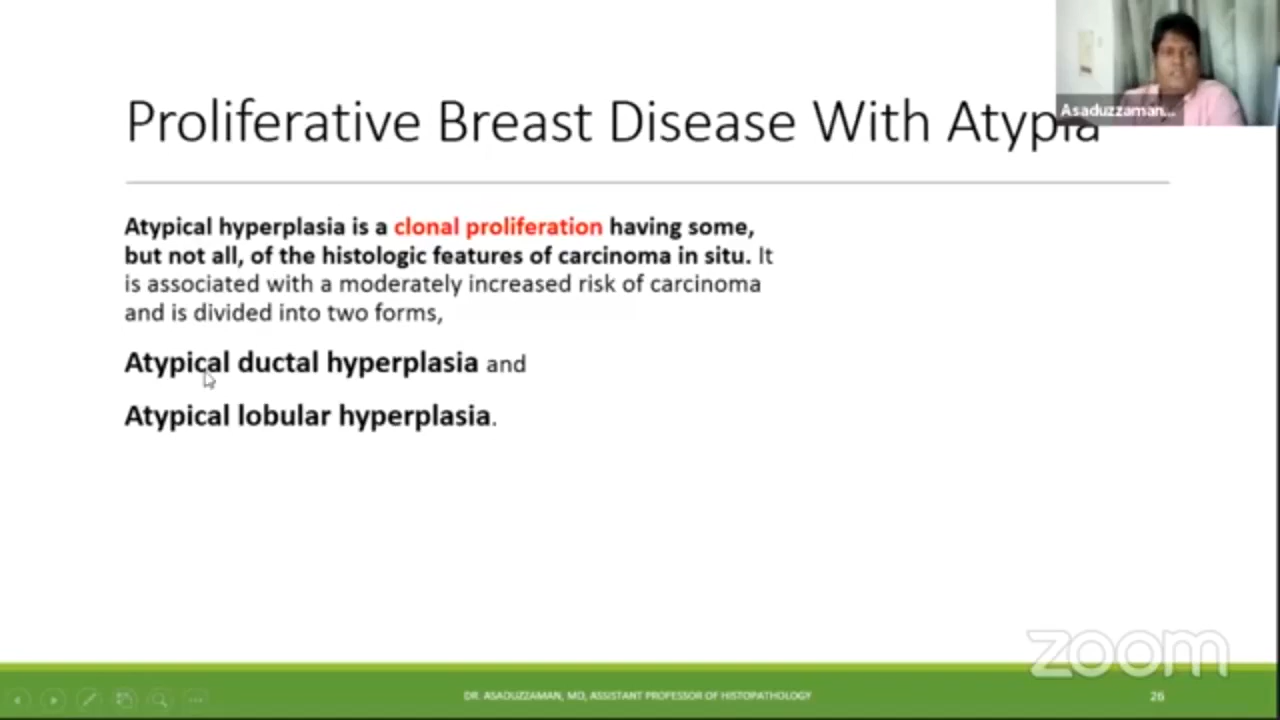 Proliferative Breast Disease With Atypia
Asaduzzaman...
Atypical hyperplasia is a clonal proliferation having some,
but not all, of the histologic features of carcinoma in situ. It
is associated with a moderately increased risk of carcinoma
and is divided into two forms,
Atypical ductal hyperplasia and
Atypical lobular hyperplasia.
zoom
DR. ASADUZZAMAN, MD, ASSISTANT PROFESSOR OF HISTOPATHOLOGY
26